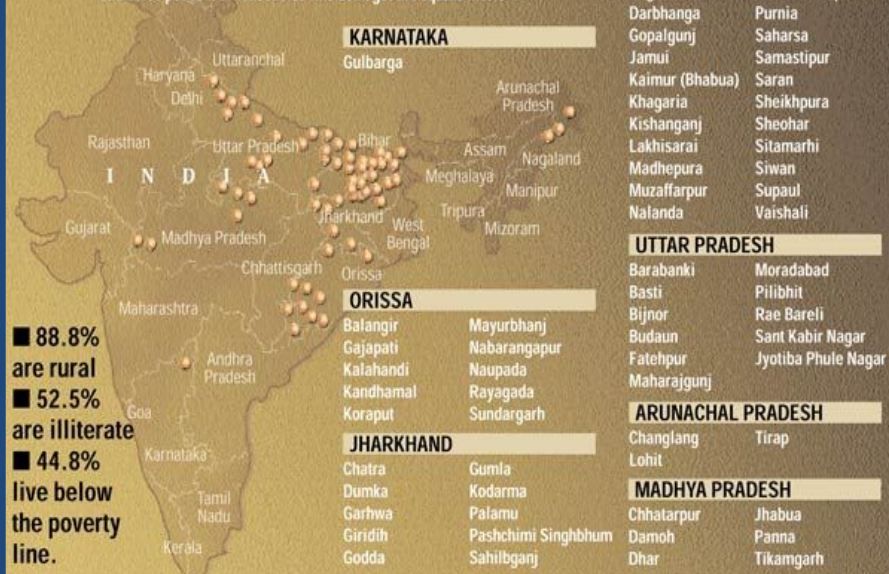 KARNATAKA
Gulbarga
Uttaranchal
Haryana
Delhi
Rajasthan
Uttar Pradesh
Bihar
Arunachal
Pradesh
Assam
Nagaland
Meghalaya
Manipur
Tripura
Mizoram
INDIA
Gujarat
Madhya Pradesh
Jharkhand
West
Bengal
Chhattisgarh
Orissa
Maharashtra
Andhra
Pradesh
Goa
Karnataka
Tamil
Nadu
Kerala
■ 88.8%
are rural
■ 52.5%
are illiterate
■ 44.8%
live below
the poverty
line.
ORISSA
Balangir Mayurbhanj
Gajapati Nabarangapur
Kalahandi Naupada
Kandhamal Rayagada
Koraput Sundargarh
JHARKHAND
Chatra Gumla
Dumka Kodarma
Garhwa Palamu
Giridih Pashchimi Singhbhum
Godda Sahilbganj
Darbhanga Purnia
Gopalgunj Saharsa
Jamui Samastipur
Kaimur (Bhabua) Saran
Khagaria Sheikhpura
Kishanganj Sheohar
Lakhisarai Sitamarhi
Madhepura Siwan
Muzaffarpur Supaul
Nalanda Vaishali
UTTAR PRADESH
Barabanki Moradabad
Basti Pilibhit
Bijnor Rae Bareli
Budaun Sant Kabir Nagar
Fatehpur Jyotiba Phule Nagar
Maharajgunj
ARUNACHAL PRADESH
Changlang Tirap
Lohit
MADHYA PRADESH
Chhatarpur Jhabua
Damoh Panna
Dhar Tikamgarh